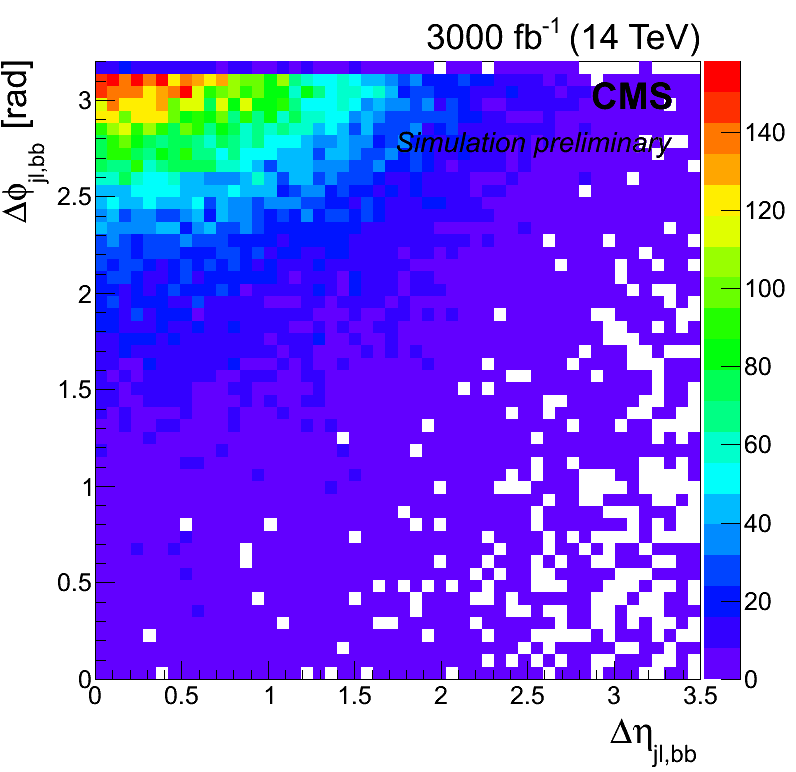 3000 fb⁻¹ (14 TeV)
CMS
Simulation preliminary
Δϕjl,bb [rad]
3
2.5
2
1.5
1
0.5
0
0 0.5 1 1.5 2 2.5 3 3.5
Δηjl,bb
140
120
100
80
60
40
20
0